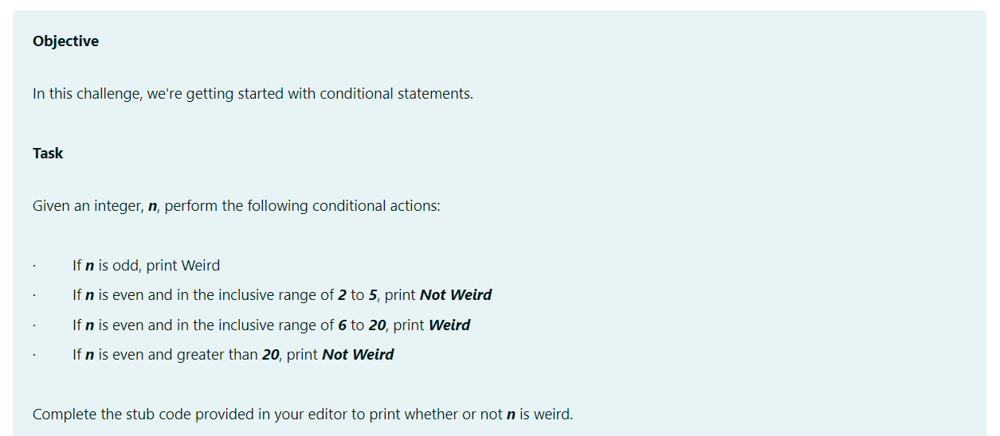 Objective
In this challenge, we're getting started with conditional statements.
Task
Given an integer, n, perform the following conditional actions:
· If n is odd, print Weird
· If n is even and in the inclusive range of 2 to 5, print Not Weird
· If n is even and in the inclusive range of 6 to 20, print Weird
· If n is even and greater than 20, print Not Weird
Complete the stub code provided in your editor to print whether or not n is weird.